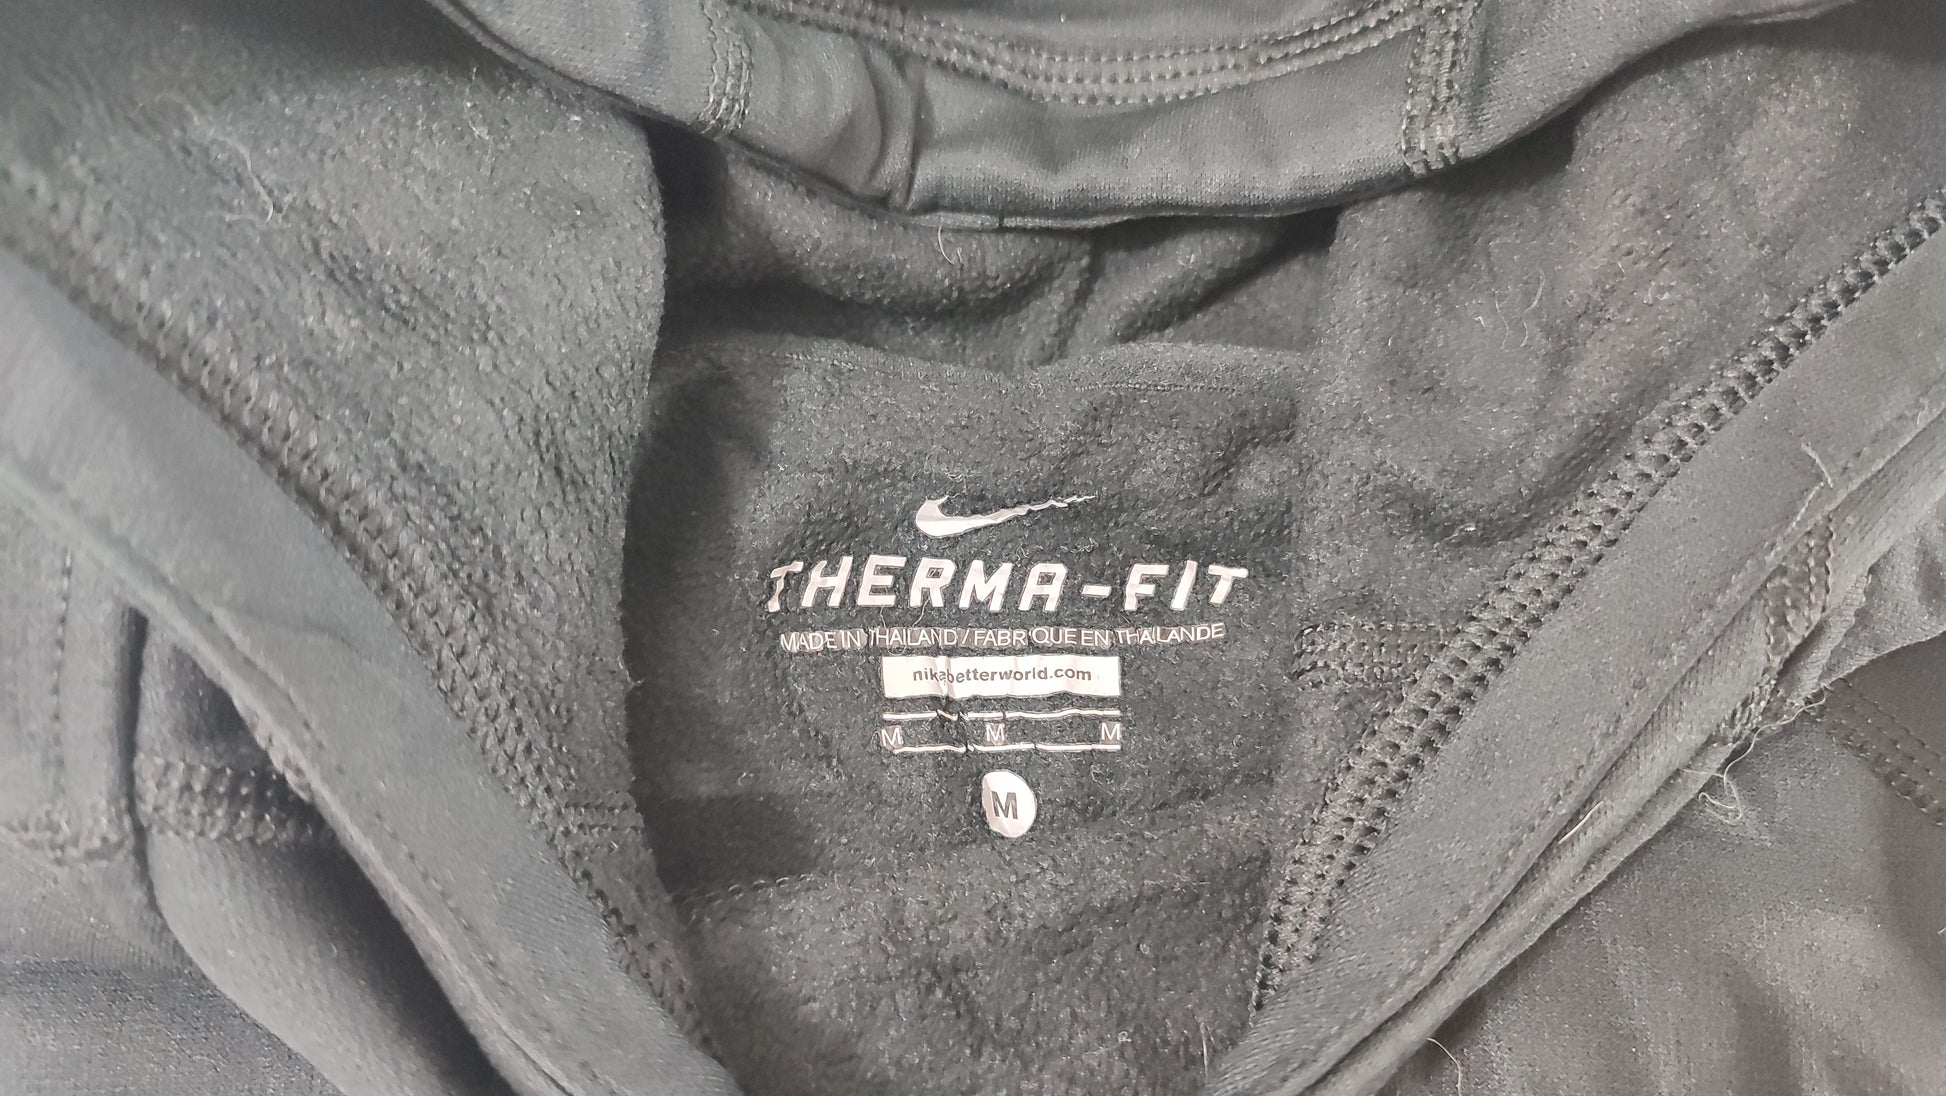 THERMA-FIT
MADE IN THAILAND / FABRIQUE EN THAILANDE
nikebetterworld.com
M M M
M